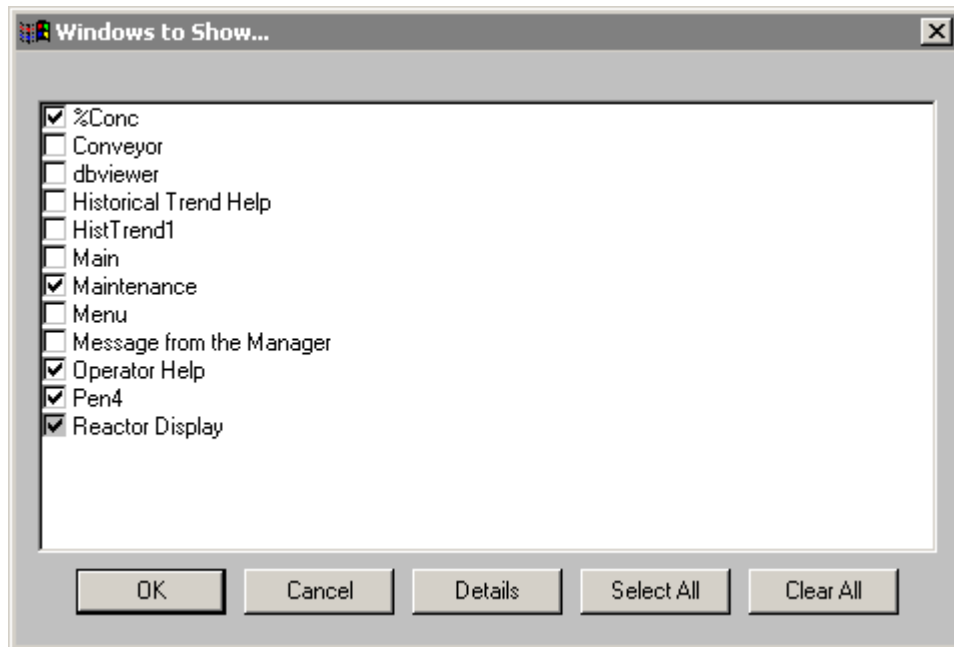 Windows to Show...
%Conc
Conveyor
dbviewer
Historical Trend Help
HistTrend1
Main
Maintenance
Menu
Message from the Manager
Operator Help
Pen4
Reactor Display
OK Cancel Details Select All Clear All